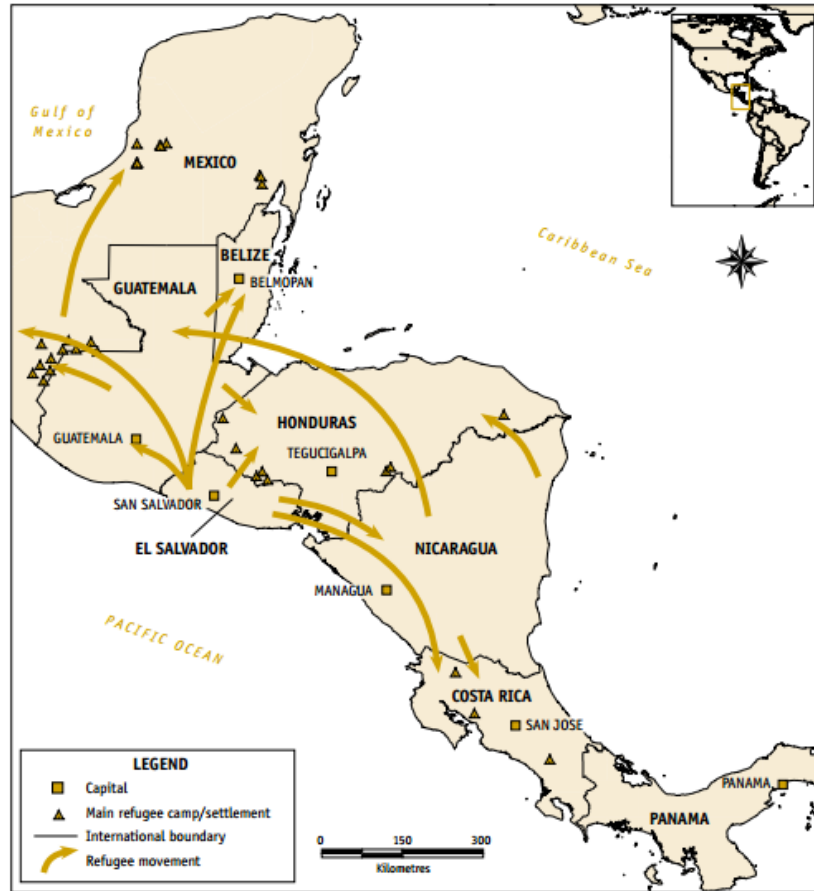 Gulf of
Mexico
MEXICO
BELIZE
BELMOPAN
GUATEMALA
Caribbean Sea
HONDURAS
GUATEMALA
TEGUCIGALPA
SAN SALVADOR
EL SALVADOR
NICARAGUA
MANAGUA
PACIFIC OCEAN
COSTA RICA
SAN JOSE
PANAMA
PANAMA
LEGEND
Capital
Main refugee camp/settlement
International boundary
Refugee movement
0 150 300
Kilometres